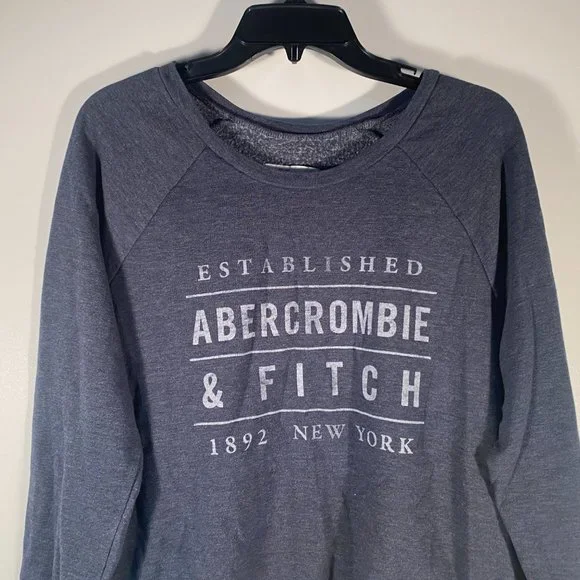 ESTABLISHED
ABERCROMBIE
& FITCH
1892 NEW YORK